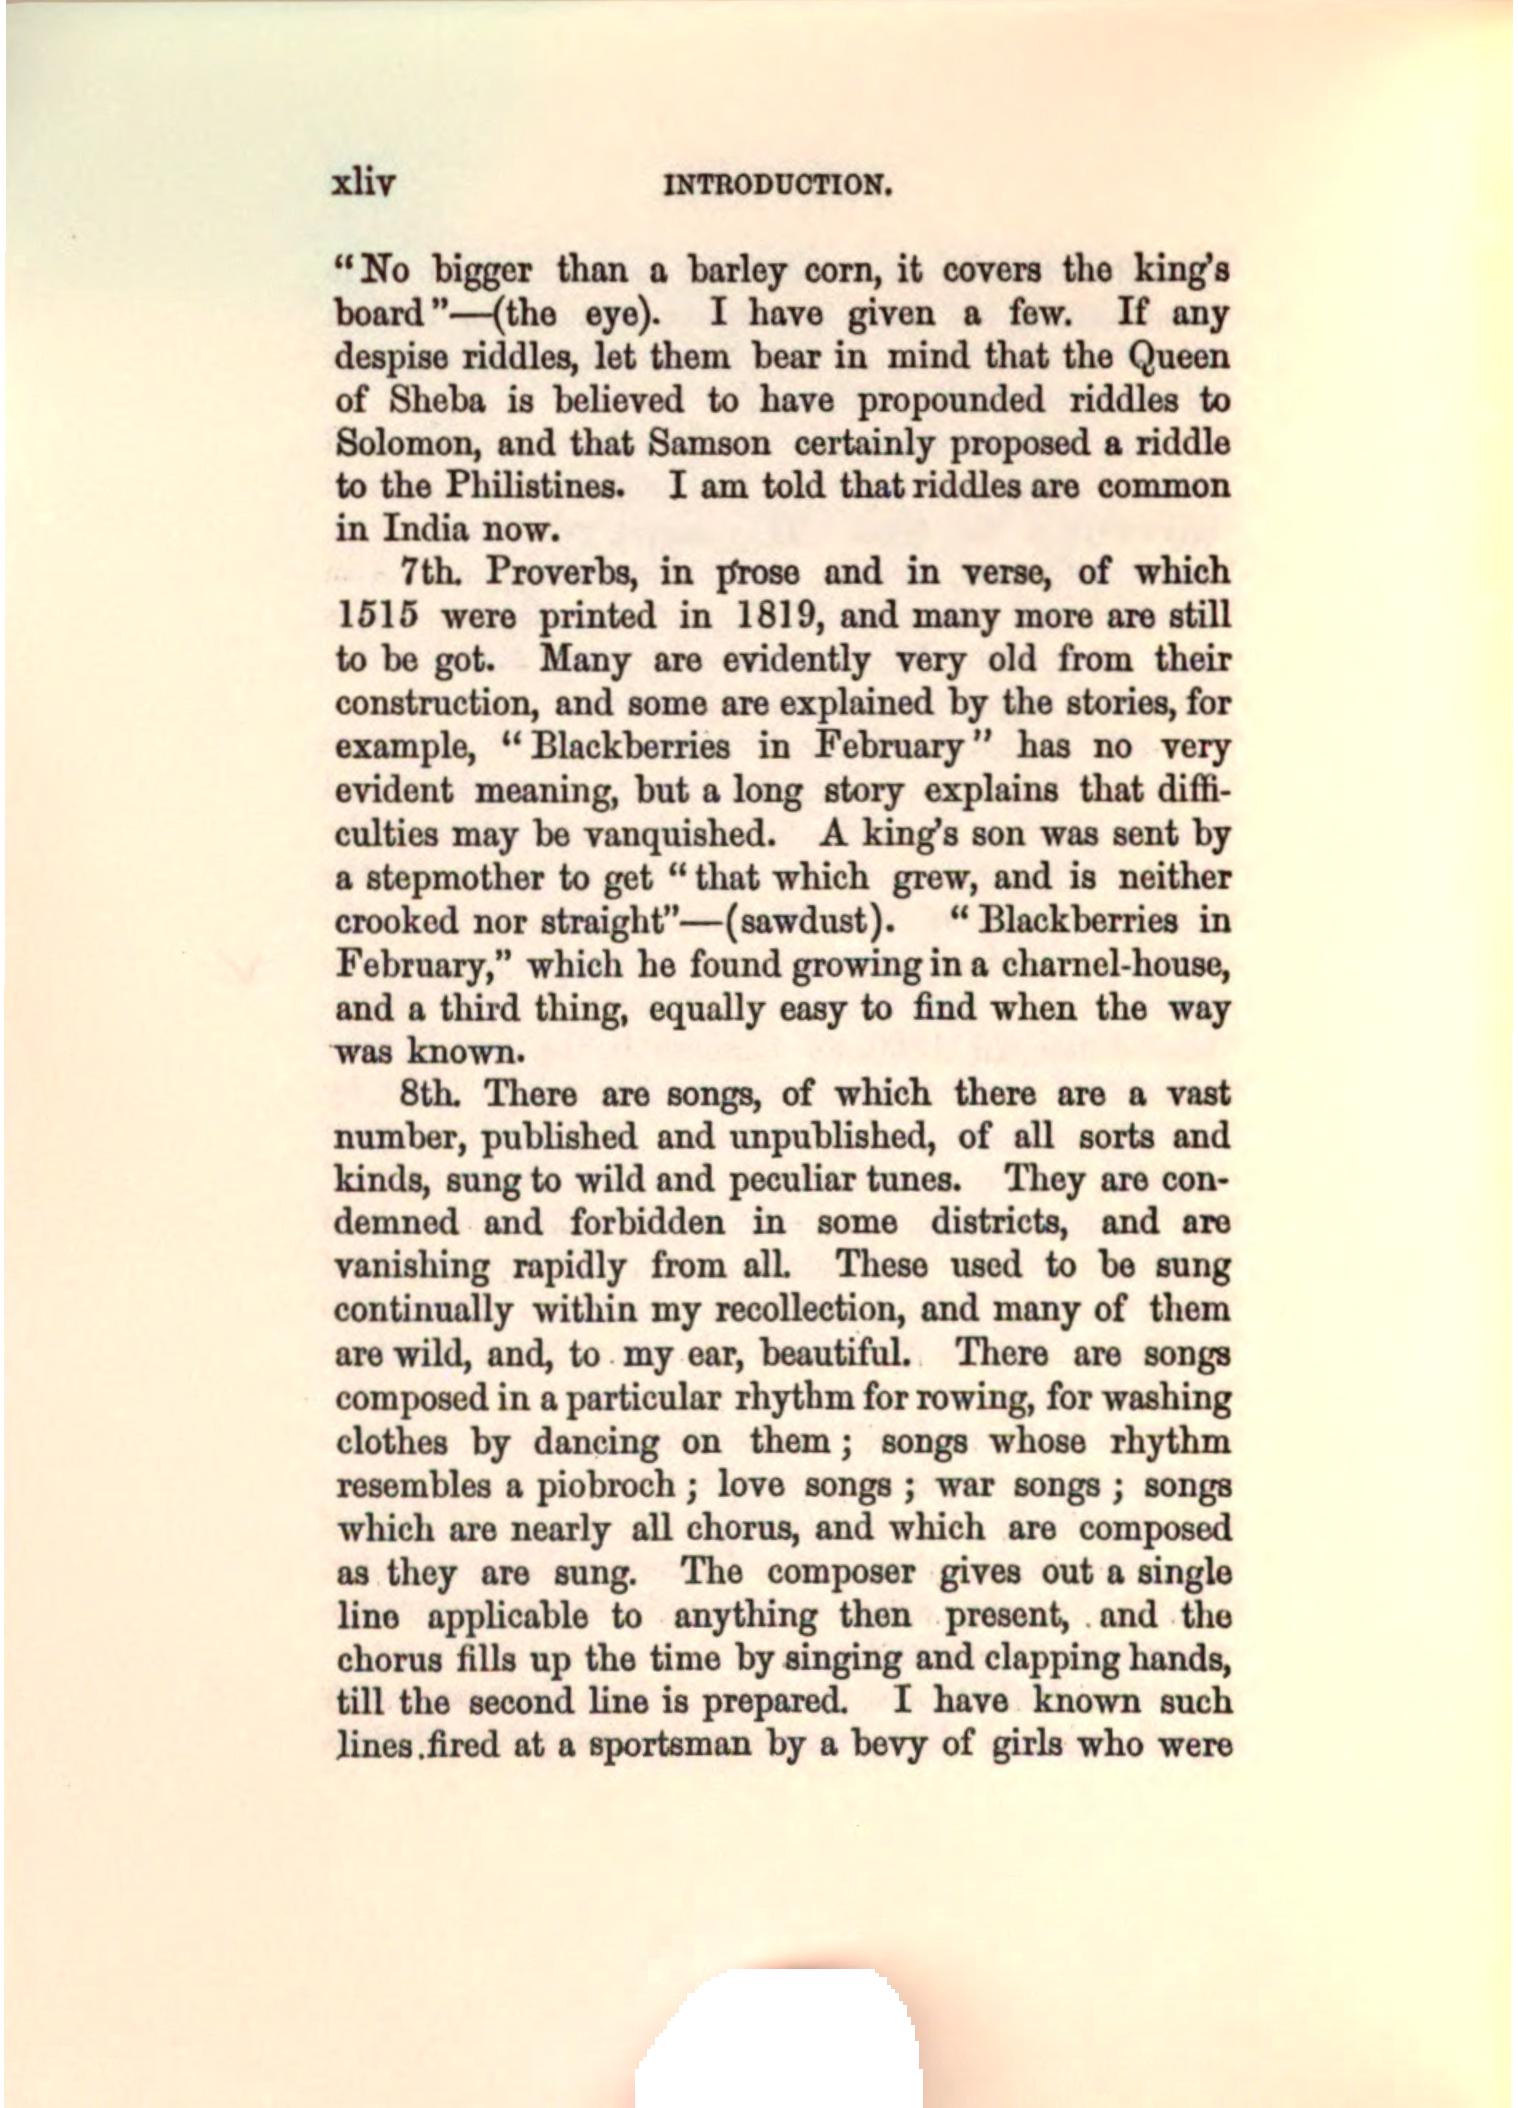 xliv INTRODUCTION.
“No bigger than a barley corn, it covers the king’s
board”—(the eye). I have given a few. If any
despise riddles, let them bear in mind that the Queen
of Sheba is believed to have propounded riddles to
Solomon, and that Samson certainly proposed a riddle
to the Philistines. I am told that riddles are common
in India now.
7th. Proverbs, in prose and in verse, of which
1515 were printed in 1819, and many more are still
to be got. Many are evidently very old from their
construction, and some are explained by the stories, for
example, “Blackberries in February” has no very
evident meaning, but a long story explains that diffi-
culties may be vanquished. A king’s son was sent by
a stepmother to get “that which grew, and is neither
crooked nor straight”—(sawdust). “Blackberries in
February,” which he found growing in a charnel-house,
and a third thing, equally easy to find when the way
was known.
8th. There are songs, of which there are a vast
number, published and unpublished, of all sorts and
kinds, sung to wild and peculiar tunes. They are con-
demned and forbidden in some districts, and are
vanishing rapidly from all. These used to be sung
continually within my recollection, and many of them
are wild, and, to my ear, beautiful. There are songs
composed in a particular rhythm for rowing, for washing
clothes by dancing on them; songs whose rhythm
resembles a piobroch; love songs; war songs; songs
which are nearly all chorus, and which are composed
as they are sung. The composer gives out a single
line applicable to anything then present, and the
chorus fills up the time by singing and clapping hands,
till the second line is prepared. I have known such
lines fired at a sportsman by a bevy of girls who were